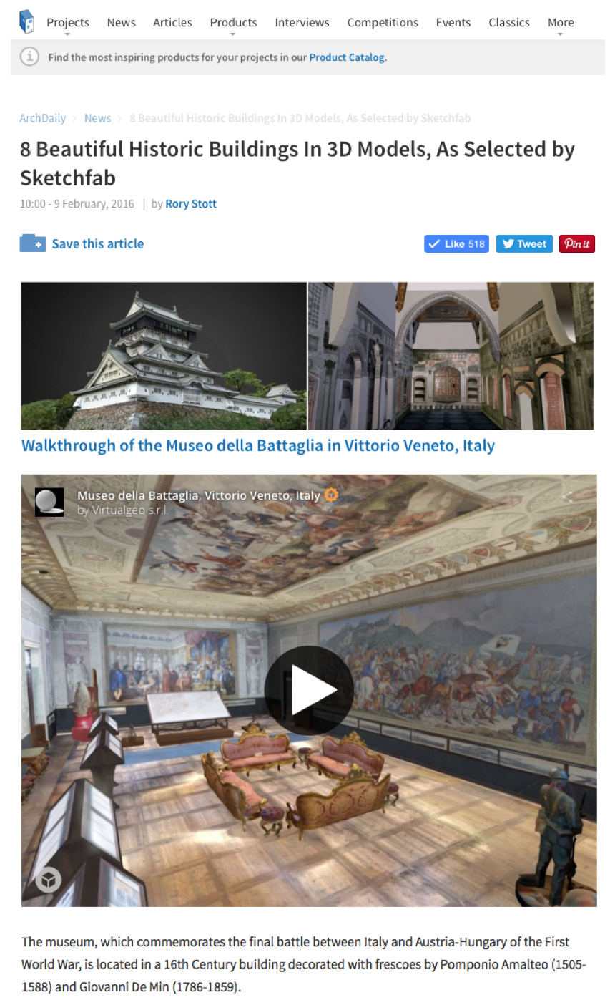 Projects News Articles Products Interviews Competitions Events Classics More
Find the most inspiring products for your projects in our Product Catalog.
ArchDaily > News > 8 Beautiful Historic Buildings In 3D Models, As Selected by Sketchfab
8 Beautiful Historic Buildings In 3D Models, As Selected by
Sketchfab
10:00 - 9 February, 2016 | by Rory Stott
Save this article
Like 518 Tweet Pin it
Walkthrough of the Museo della Battaglia in Vittorio Veneto, Italy
Museo della Battaglia, Vittorio Veneto, Italy
by Virtualgeo s.r.l.
The museum, which commemorates the final battle between Italy and Austria-Hungary of the First
World War, is located in a 16th Century building decorated with frescoes by Pomponio Amalteo (1505-
1588) and Giovanni De Min (1786-1859).